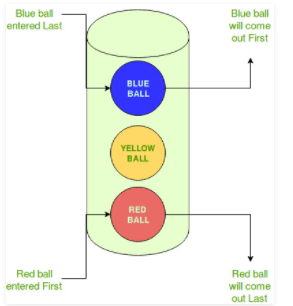 Blue ball
entered Last
Blue ball
will come
out First
BLUE
BALL
YELLOW
BALL
RED
BALL
Red ball
entered First
Red ball
will come
out Last